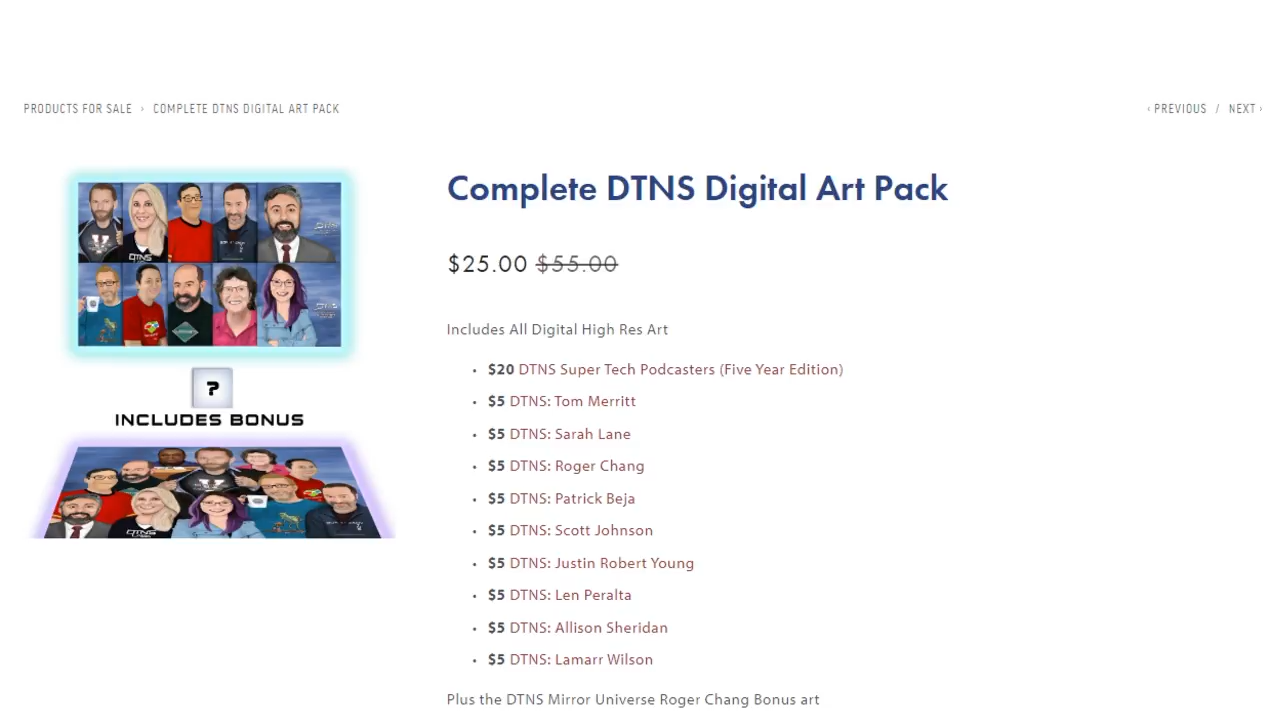 PRODUCTS FOR SALE › COMPLETE DTNS DIGITAL ART PACK
‹ PREVIOUS / NEXT ›
Complete DTNS Digital Art Pack
$25.00 $55.00
Includes All Digital High Res Art
• $20 DTNS Super Tech Podcasters (Five Year Edition)
• $5 DTNS: Tom Merritt
• $5 DTNS: Sarah Lane
• $5 DTNS: Roger Chang
• $5 DTNS: Patrick Beja
• $5 DTNS: Scott Johnson
• $5 DTNS: Justin Robert Young
• $5 DTNS: Len Peralta
• $5 DTNS: Allison Sheridan
• $5 DTNS: Lamarr Wilson
Plus the DTNS Mirror Universe Roger Chang Bonus art
DTNS
?
INCLUDES BONUS
DTNS